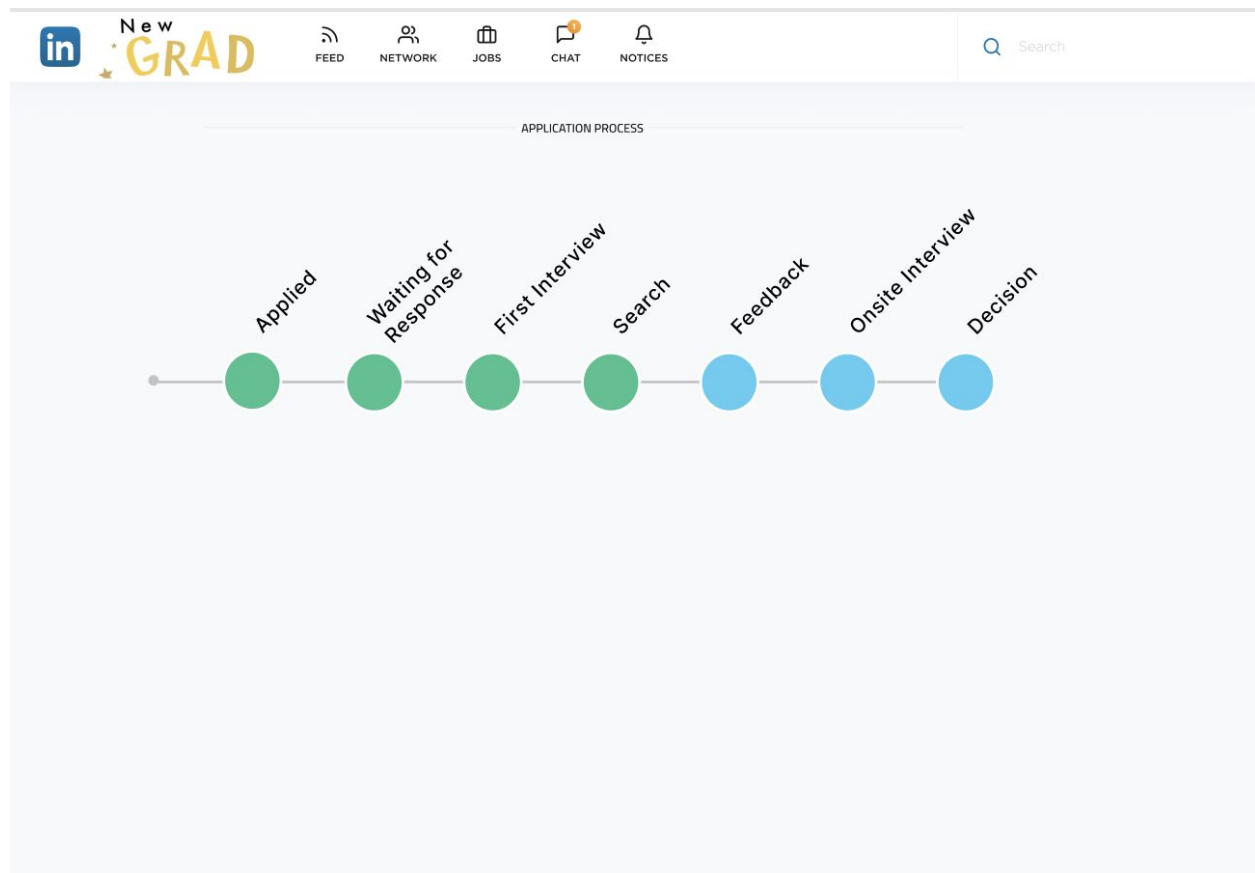 in
New
GRAD
FEED
NETWORK
JOBS
1
CHAT
NOTICES
Search
APPLICATION PROCESS
Applied
Waiting for
Response
First Interview
Search
Feedback
Onsite Interview
Decision